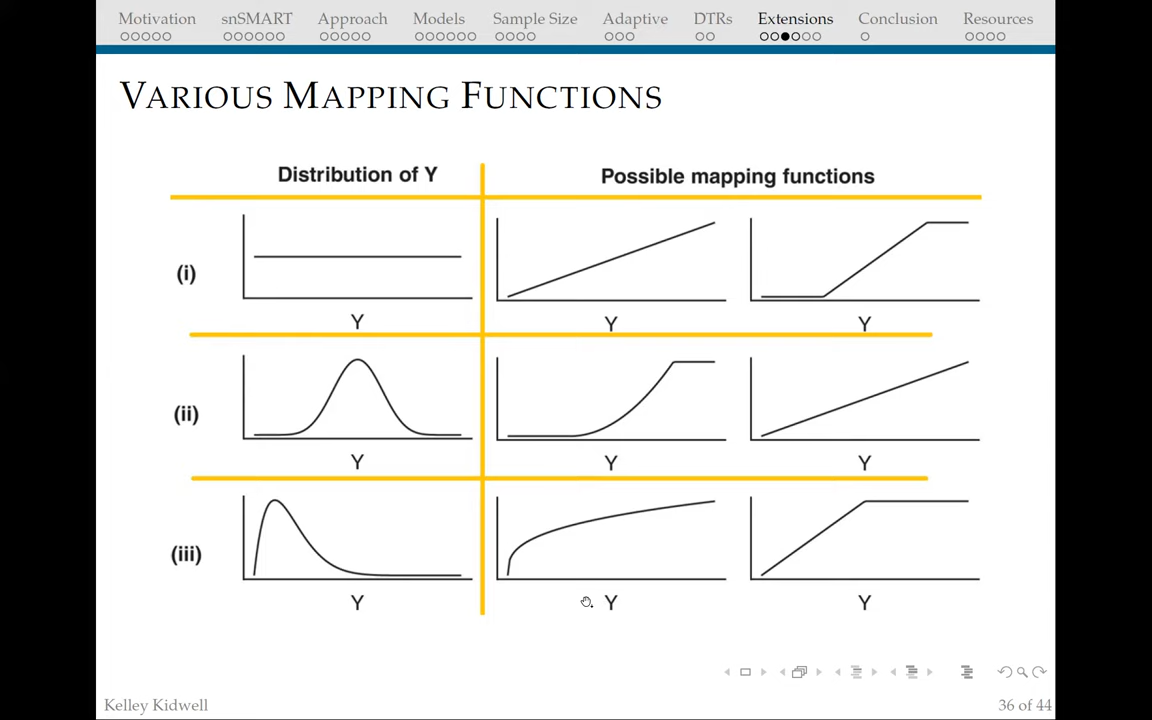 Motivation snSMART Approach Models Sample Size Adaptive DTRs Extensions Conclusion Resources
VARIOUS MAPPING FUNCTIONS
Distribution of Y Possible mapping functions
(i)
Y Y Y
(ii)
Y Y Y
(iii)
Y Y Y
Kelley Kidwell 36 of 44